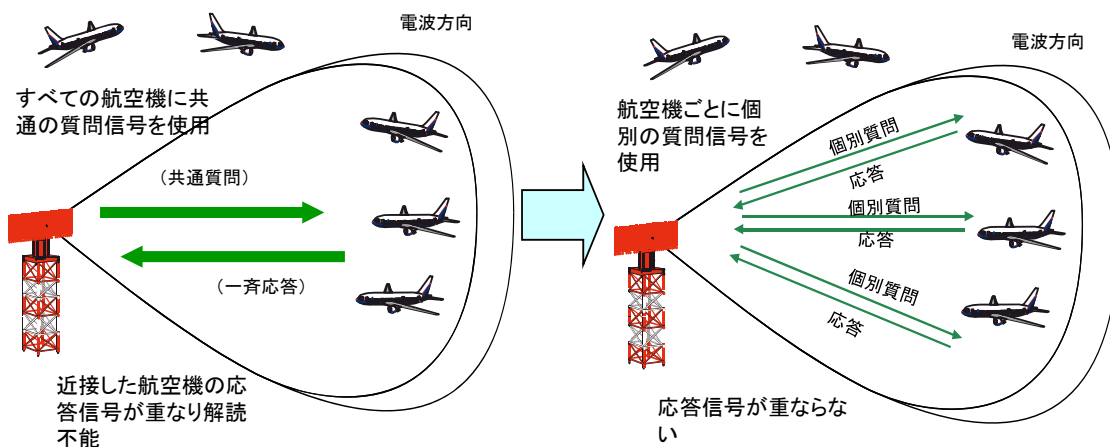 電波方向
すべての航空機に共
通の質問信号を使用
(共通質問)
(一斉応答)
近接した航空機の応
答信号が重なり解読
不能
電波方向
航空機ごとに個
別の質問信号を
使用
個別質問
応答
個別質問
応答
個別質問
応答
応答信号が重ならな
い